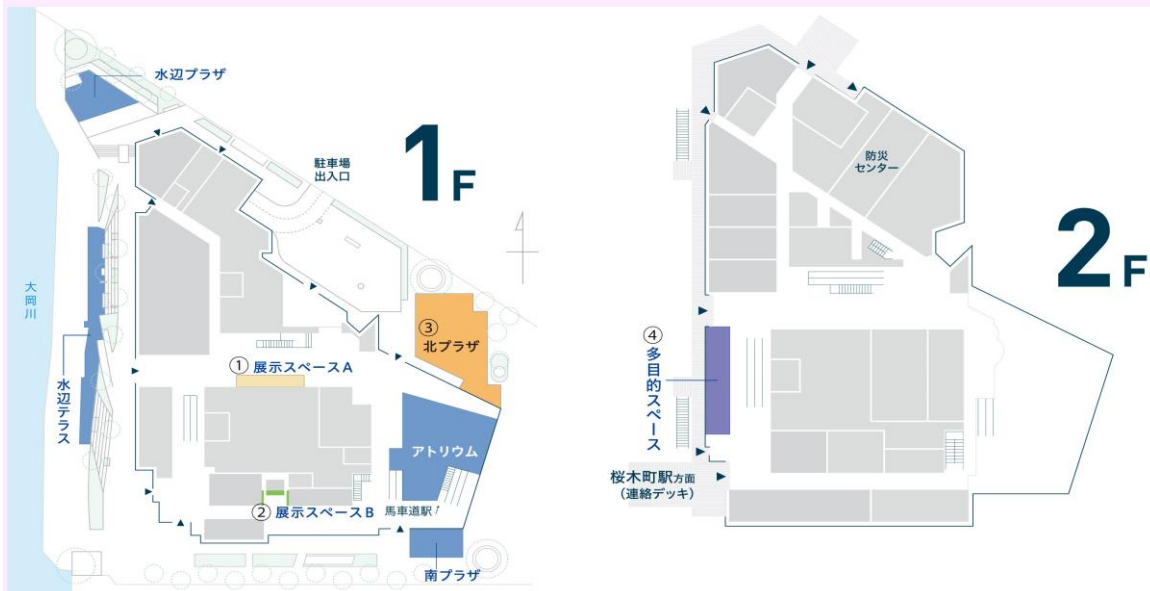 水辺プラザ
1F
駐車場
出入口
大岡川
③
北プラザ
① 展示スペースA
水辺テラス
アトリウム
② 展示スペースB
馬車道駅
南プラザ
2F
防災
センター
④
多目的スペース
桜木町駅方面
（連絡デッキ）